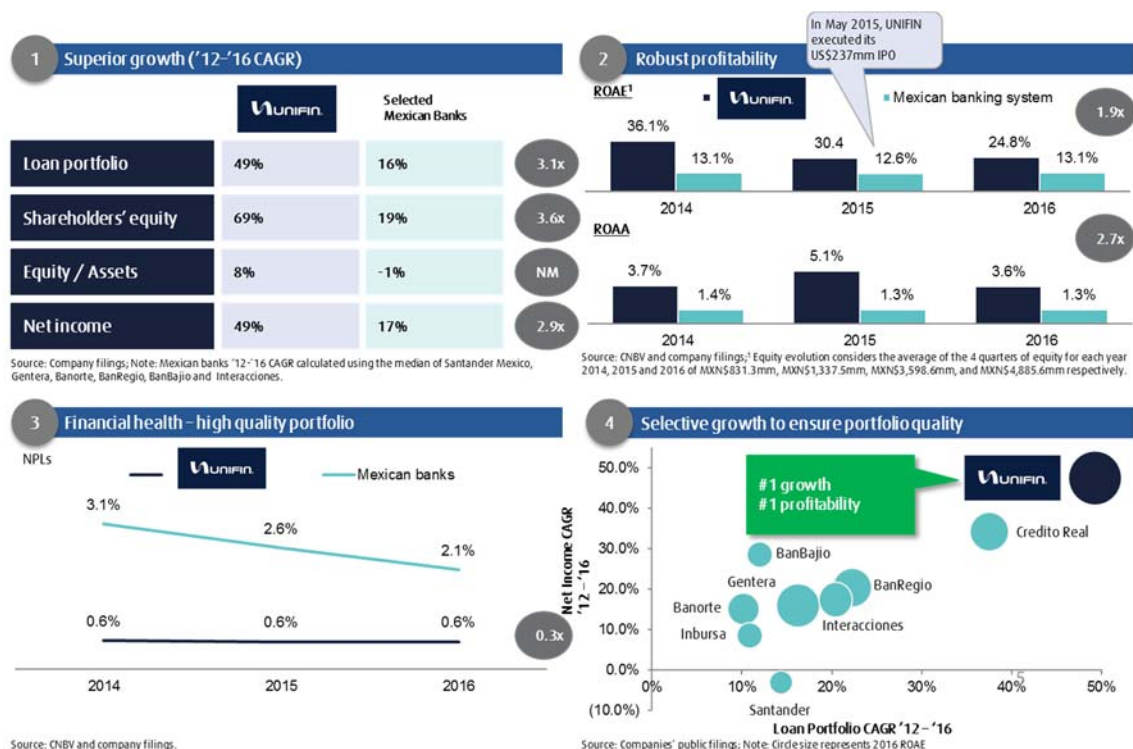 In May 2015, UNIFIN
executed its
US$237mm IPO
1 Superior growth ('12–'16 CAGR)
UNIFIN.
Selected
Mexican Banks
Loan portfolio 49% 16% 3.1x
Shareholders' equity 69% 19% 3.6x
Equity / Assets 8% -1% NM
Net income 49% 17% 2.9x
Source: Company filings; Note: Mexican banks '12-'16 CAGR calculated using the median of Santander Mexico,
Gentera, Banorte, BanRegio, BanBajio and Interacciones.
2 Robust profitability
ROAE¹ UNIFIN. Mexican banking system
1.9x
36.1% 13.1% 30.4 12.6% 24.8% 13.1%
2014 2015 2016
ROAA
2.7x
3.7% 1.4% 5.1% 1.3% 3.6% 1.3%
2014 2015 2016
Source: CNBV and company filings;¹ Equity evolution considers the average of the 4 quarters of equity for each year
2014, 2015 and 2016 of MXN$831.3mm, MXN$1,337.5mm, MXN$3,598.6mm, and MXN$4,885.6mm respectively.
3 Financial health – high quality portfolio
NPLs
UNIFIN. Mexican banks
3.1% 2.6% 2.1%
0.6% 0.6% 0.6%
0.3x
2014 2015 2016
Source: CNBV and company filings.
4 Selective growth to ensure portfolio quality
Net Income CAGR
'12 – '16
50.0%
40.0%
30.0%
20.0%
10.0%
0.0%
(10.0%)
#1 growth
#1 profitability
UNIFIN.
Credito Real
BanBajio
Gentera
BanRegio
Banorte
Interacciones
Inbursa
Santander
5
0% 10% 20% 30% 40% 50%
Loan Portfolio CAGR '12 – '16
Source: Companies' public filings; Note: Circle size represents 2016 ROAE